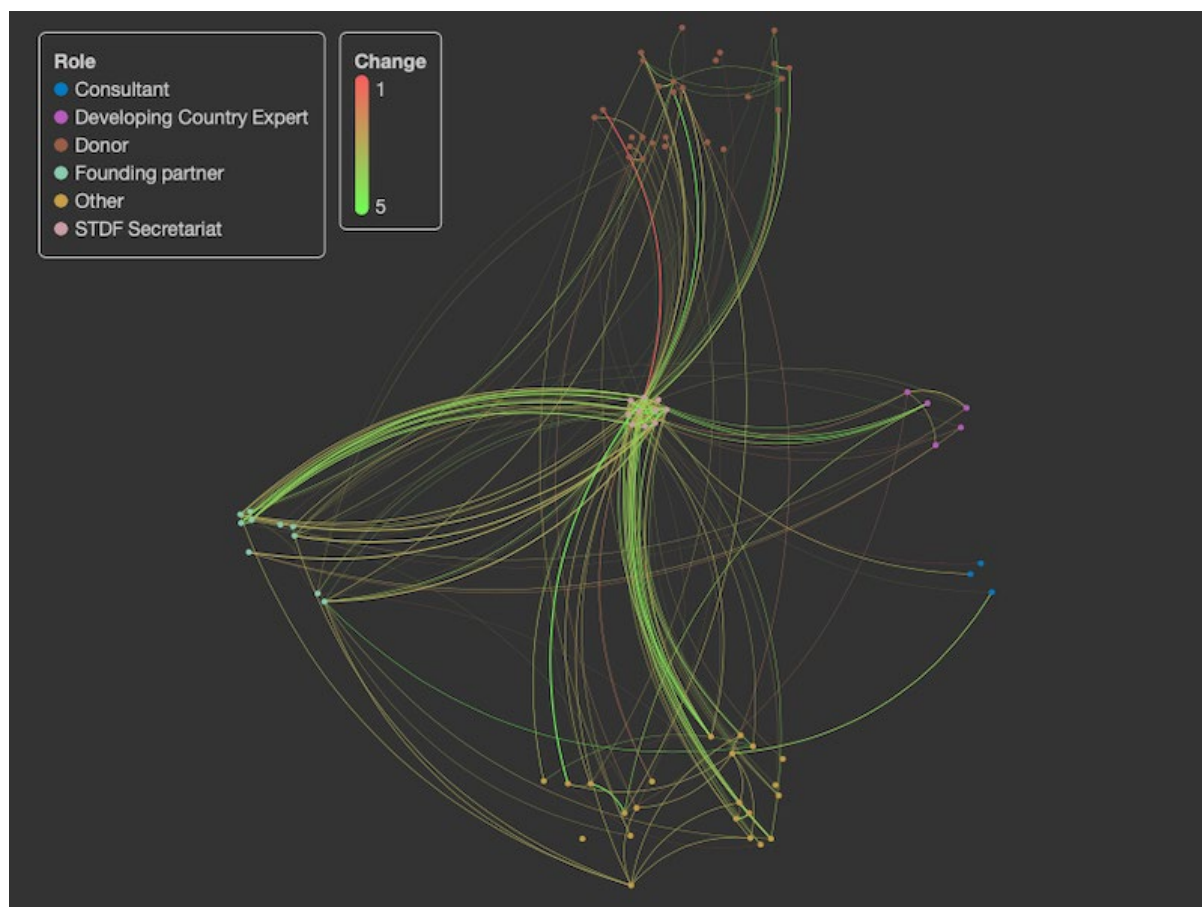 Role
Consultant
Developing Country Expert
Donor
Founding partner
Other
STDF Secretariat
Change
1
5